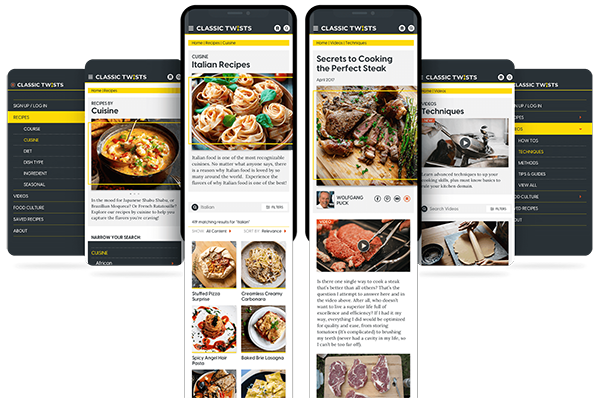 CLASSIC TWISTS
SIGN UP / LOG IN
RECIPES
COURSE
CUISINE
DIET
DISH TYPE
INGREDIENT
SEASONAL
VIDEOS
FOOD CULTURE
SAVED RECIPES
ABOUT
CLASSIC TWISTS
Home | Recipes
RECIPES BY
Cuisine
In the mood for Japanese Shabu Shabu, or
Brazilian Moqueca? Or French Ratatouille?
Explore our recipes by cuisine to help you
capture the flavors you're craving!
NARROW YOUR SEARCH:
CUISINE
African
CLASSIC TWISTS
Home | Recipes | Cuisine
CUISINE
Italian Recipes
Italian food is one of the most recognizable
cuisines. No matter what anyone says, there
is a reason why Italian food is loved by so
many around the world. Experience the
flavors of why Italian food is one of the best!
Italian
FILTERS
419 matching results for "Italian"
SHOW: All Content
SORT BY: Relevance
Stuffed Pizza
Surprise
Creamless Creamy
Carbonara
Spicy Angel Hair
Pasta
Baked Brie Lasagna
CLASSIC TWISTS
Home | Videos | Techniques
Secrets to Cooking
the Perfect Steak
April 2017
WOLFGANG
PUCK
VIDEO
Is there one single way to cook a steak
that's better than all others? That's the
question I attempt to answer here and in
the video above. After all, who doesn't
want to live a superior life full of
excellence and efficiency? If I had it my
way, everything I did would be optimized
for quality and ease, from storing
tomatoes (it's complicated) to brushing
my teeth (never had a cavity in my life, so
I can't be too far off).
CLASSIC TWISTS
Home | Videos
VIDEOS
Techniques
NEW
Learn advanced techniques to up your
cooking skills, plus must know basics to
rule your kitchen domain.
Search Videos
FILTERS
CLASSIC TWISTS
SIGN UP / LOG IN
RECIPES
HOW TOS
TECHNIQUES
METHODS
TIPS & GUIDES
VIEW ALL
FOOD CULTURE
SAVED RECIPES